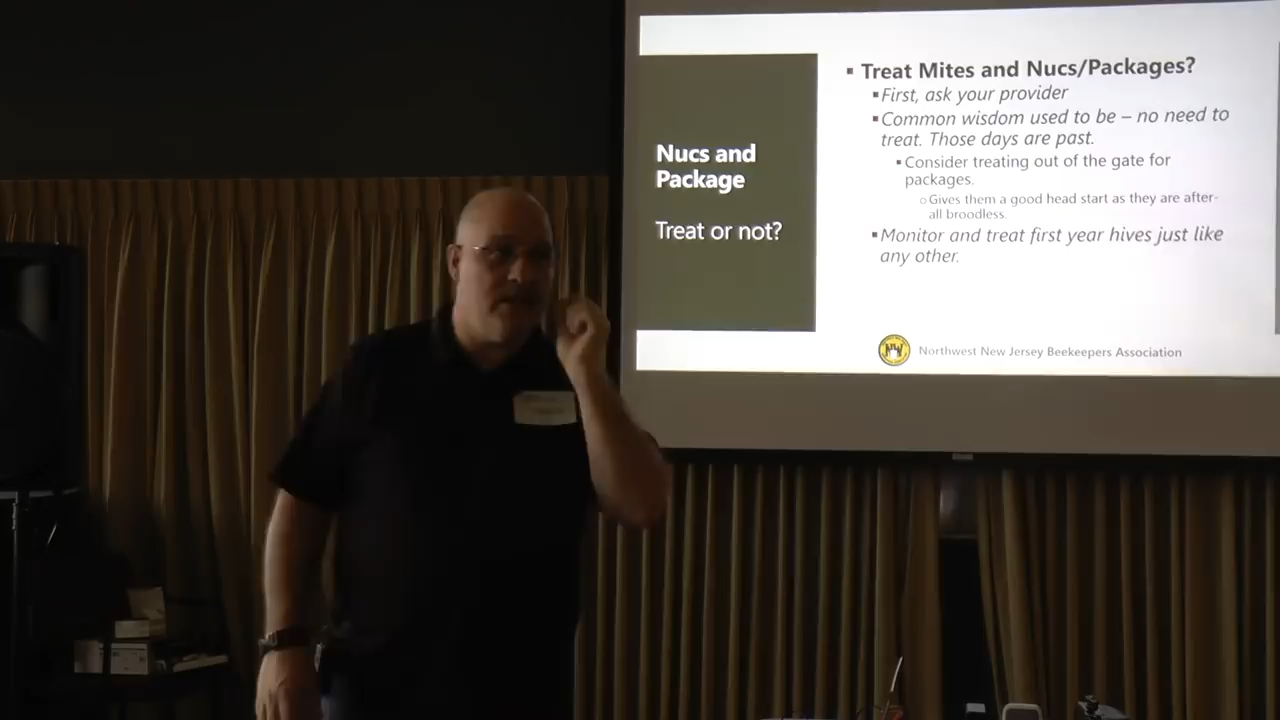 Nucs and
Package
Treat or not?
▪ Treat Mites and Nucs/Packages?
▪ First, ask your provider
▪ Common wisdom used to be – no need to
treat. Those days are past.
▪ Consider treating out of the gate for
packages.
○ Gives them a good head start as they are after-
all broodless.
▪ Monitor and treat first year hives just like
any other.
NW
Northwest New Jersey Beekeepers Association